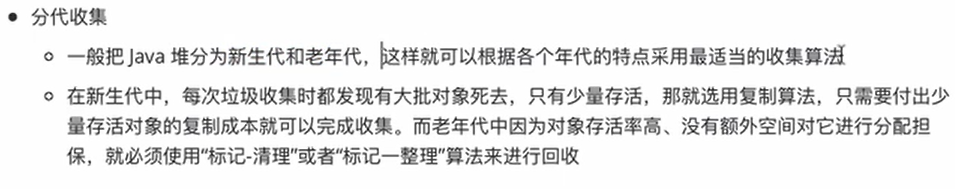 分代收集
一般把 Java 堆分为新生代和老年代，这样就可以根据各个年代的特点采用最适当的收集算法
在新生代中，每次垃圾收集时都发现有大批对象死去，只有少量存活，那就选用复制算法，只需要付出少
量存活对象的复制成本就可以完成收集。而老年代中因为对象存活率高、没有额外空间对它进行分配担
保，就必须使用“标记-清理”或者“标记一整理”算法来进行回收